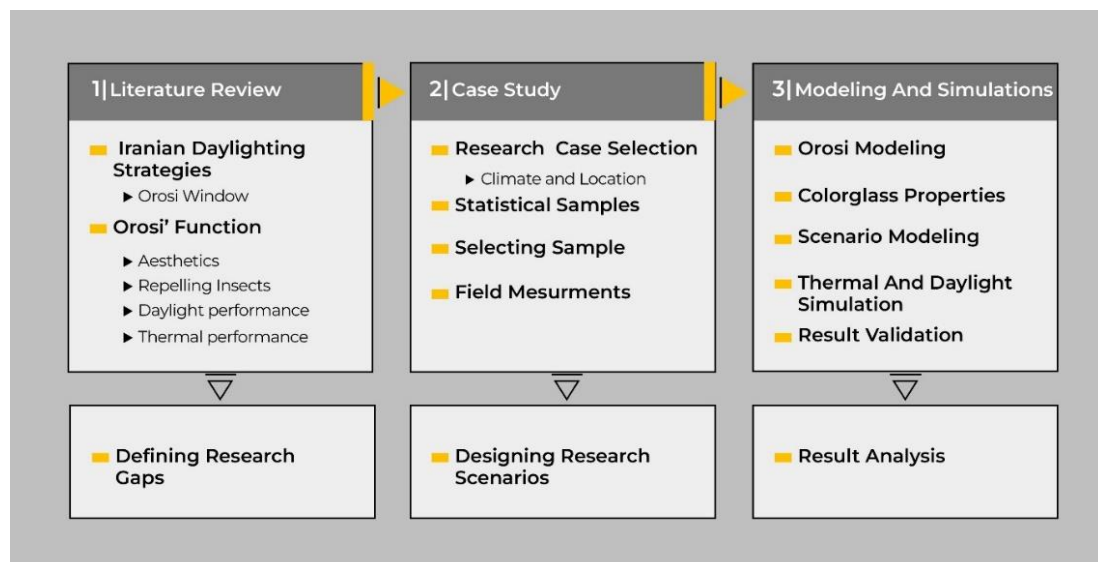 1|Literature Review
Iranian Daylighting
Strategies
Orosi Window
Orosi' Function
Aesthetics
Repelling Insects
Daylight performance
Thermal performance
Defining Research
Gaps
2|Case Study
Research Case Selection
Climate and Location
Statistical Samples
Selecting Sample
Field Mesurments
Designing Research
Scenarios
3|Modeling And Simulations
Orosi Modeling
Colorglass Properties
Scenario Modeling
Thermal And Daylight
Simulation
Result Validation
Result Analysis